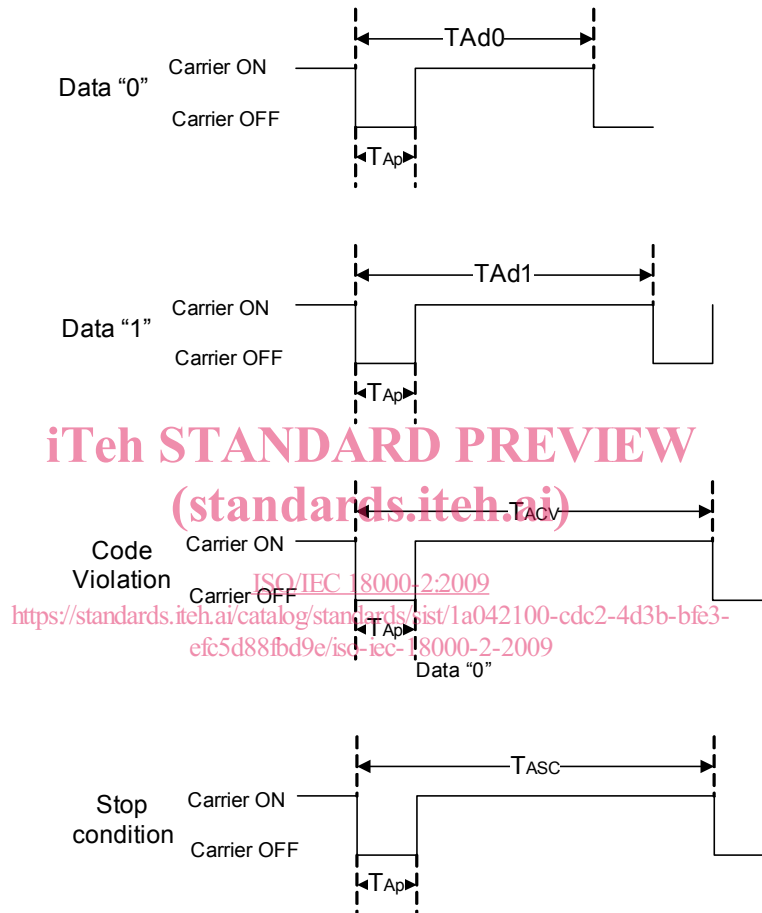 TAd0
Carrier ON
Data “0”
Carrier OFF
TAp
TAd1
Carrier ON
Data “1”
Carrier OFF
TAp
iTeh STANDARD PREVIEW
(standards.iteh.ai)
TACV
Code
Violation
Carrier ON
Carrier OFF
ISO/IEC 18000-2:2009
https://standards.iteh.ai/catalog/standards/sist/1a042100-cdc2-4d3b-bfe3-
efc5d88fbd9e/iso-iec-18000-2-2009
TAp
Data “0”
TASC
Stop
condition
Carrier ON
Carrier OFF
TAp